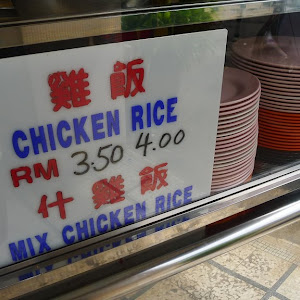 雞飯
CHICKEN RICE
RM 3.50 4.00
什雞飯
MIX CHICKEN RICE